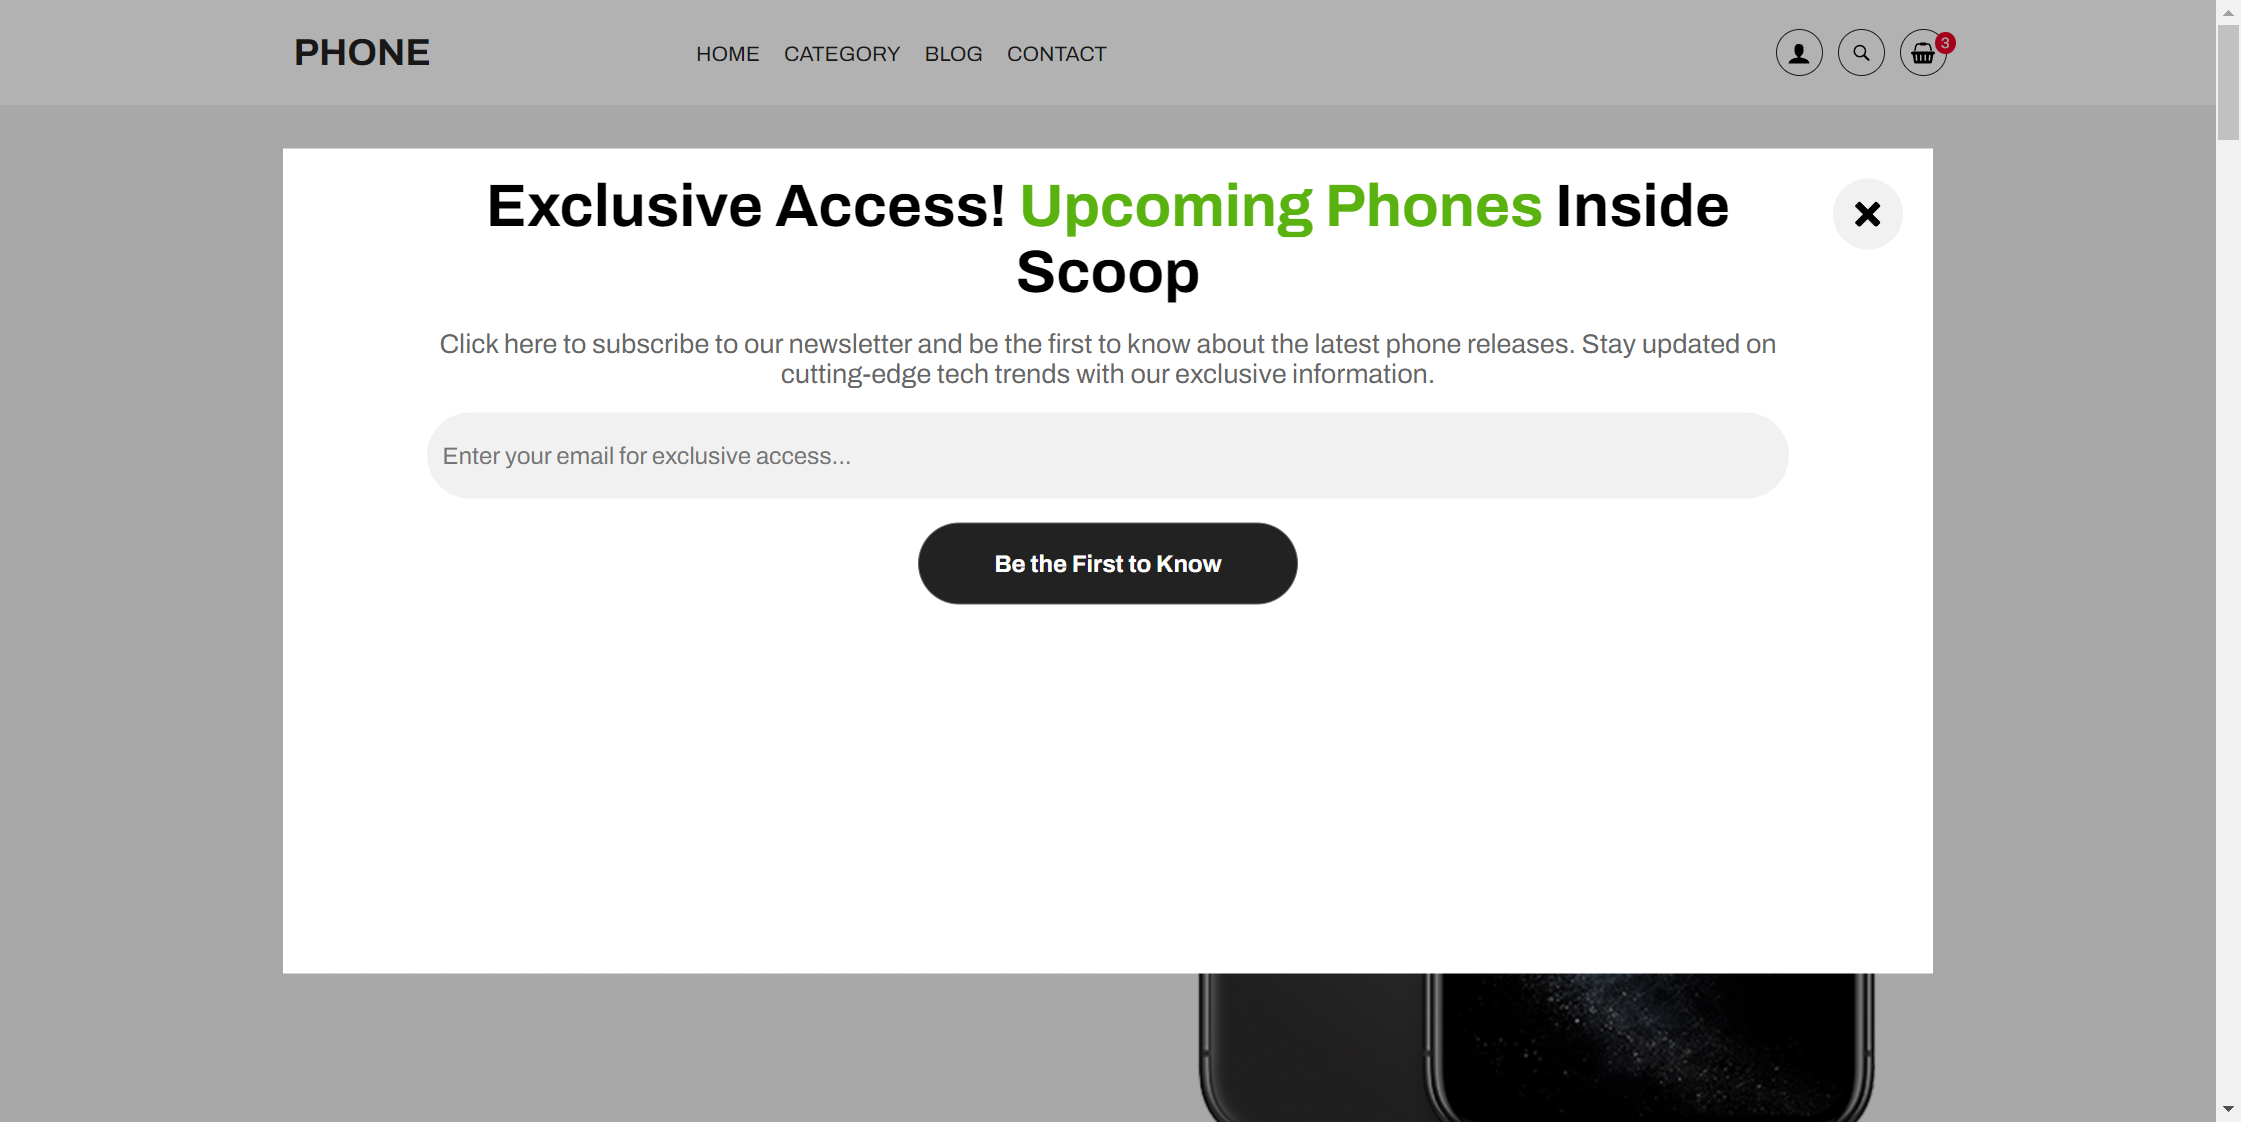 PHONE
HOME CATEGORY BLOG CONTACT
3
Exclusive Access! Upcoming Phones Inside
Scoop
Click here to subscribe to our newsletter and be the first to know about the latest phone releases. Stay updated on
cutting-edge tech trends with our exclusive information.
Enter your email for exclusive access...
Be the First to Know